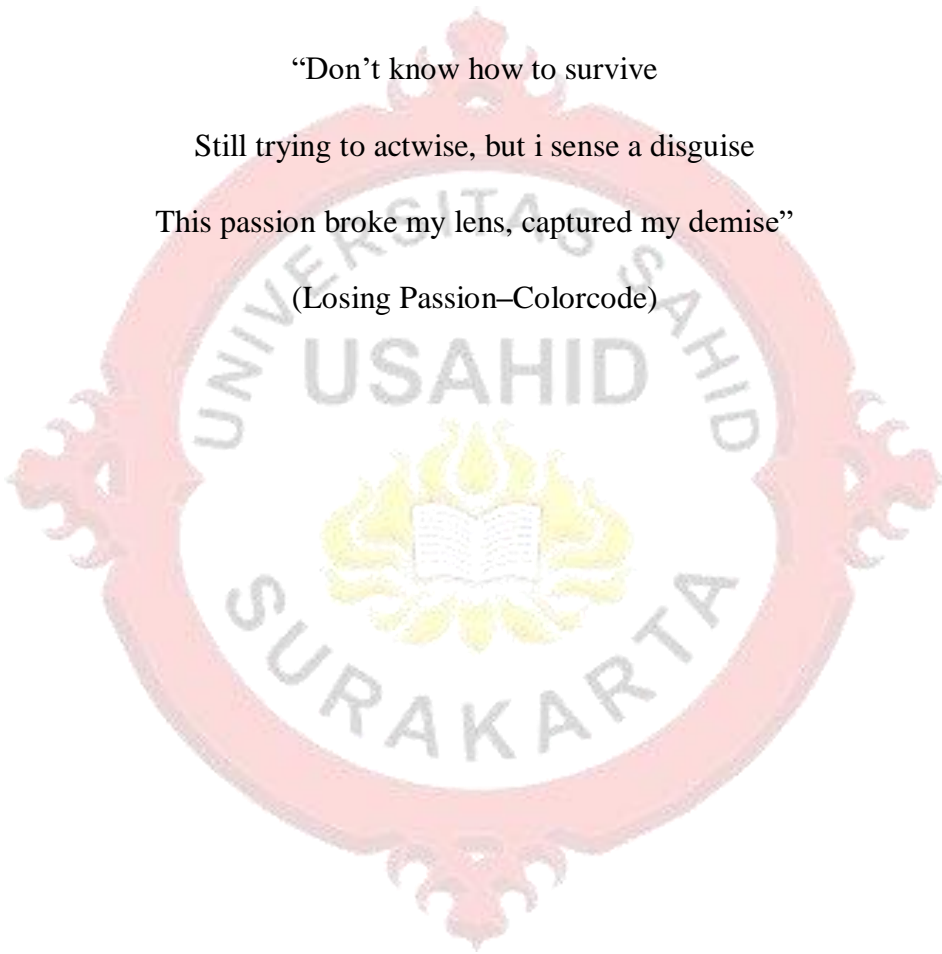 “Don’t know how to survive
Still trying to actwise, but i sense a disguise
This passion broke my lens, captured my demise”
(Losing Passion–Colorcode)
UNIVERSITAS SAHID
USAHID
SURAKARTA